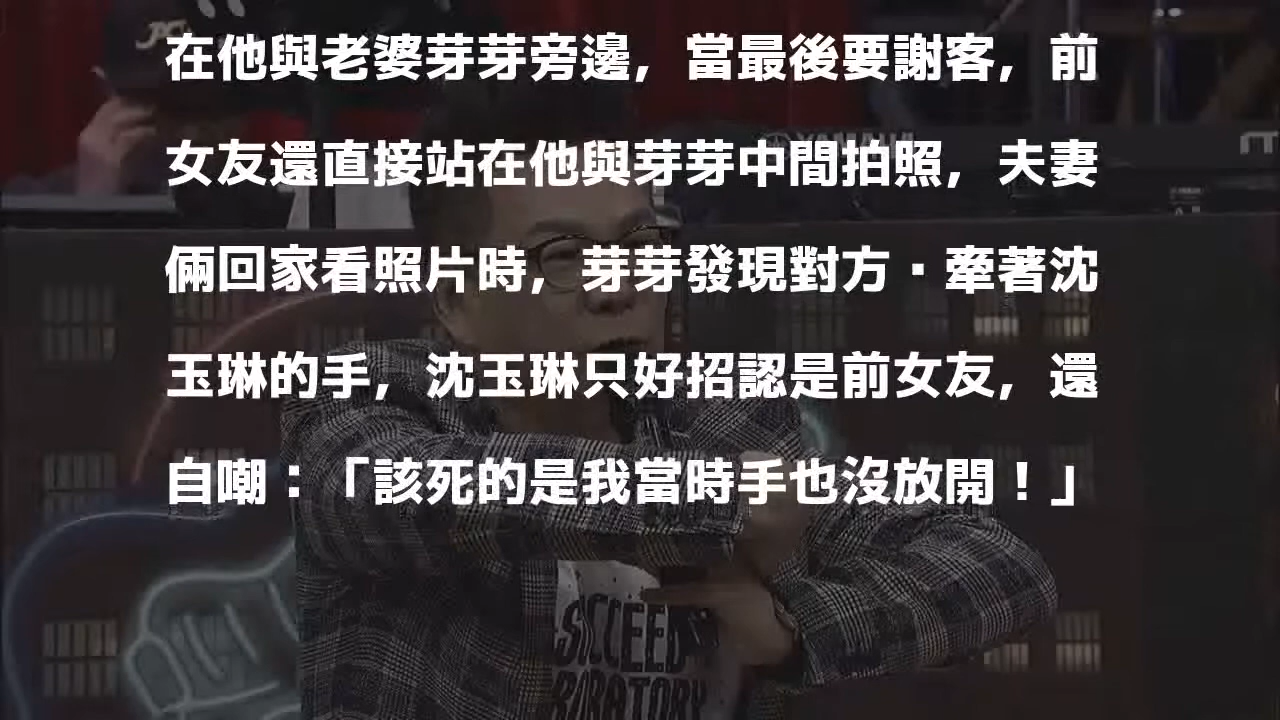 在他與老婆芽芽旁邊，當最後要謝客，前
女友還直接站在他與芽芽中間拍照，夫妻
倆回家看照片時，芽芽發現對方·牽著沈
玉琳的手，沈玉琳只好招認是前女友，還
自嘲：「該死的是我當時手也沒放開！」
YAMAHA
SUCCEED
LABORATORY